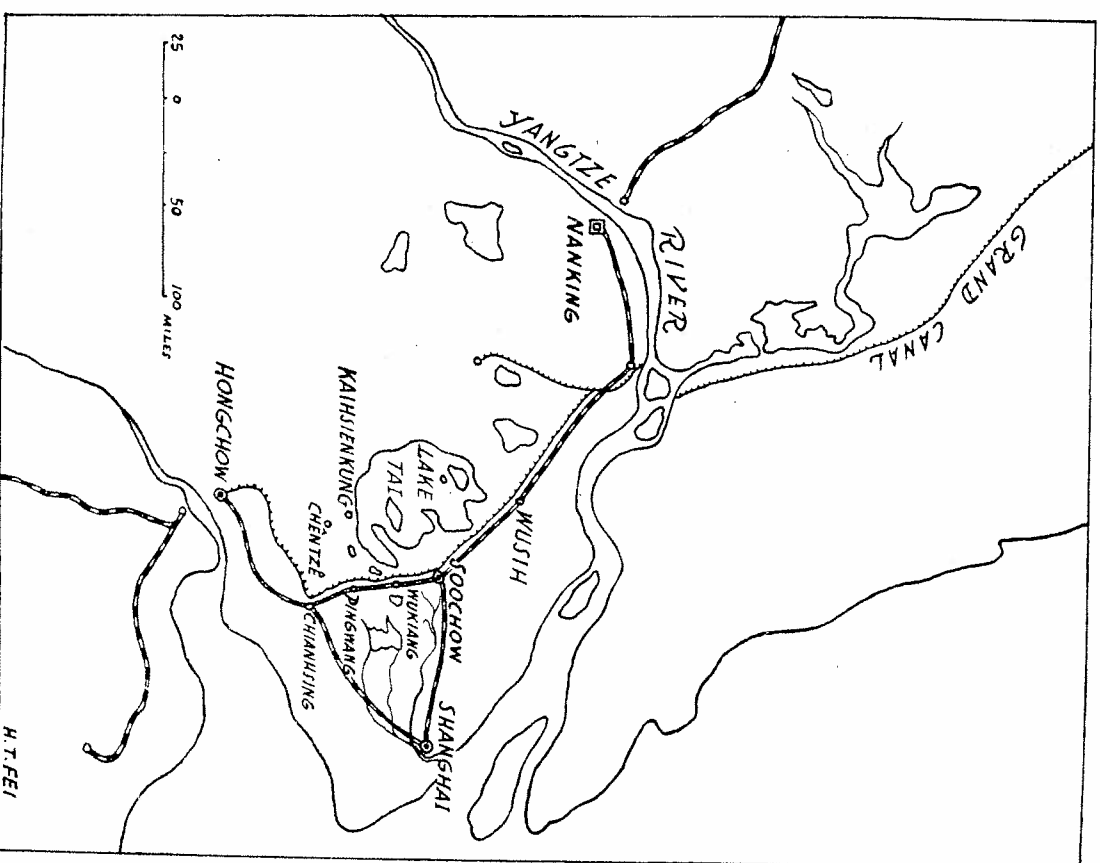 GRAND
CANAL
YANGTZE
RIVER
NANKING
WUSIH
LAKE
TAI
KAIHSIENKUNG
SOOCHOW
WUKIANG
PINGWANG
CHENTZE
CHIANHSING
HONGCHOW
SHANGHAI
25 0 50 100 MILES
H.T.FEI